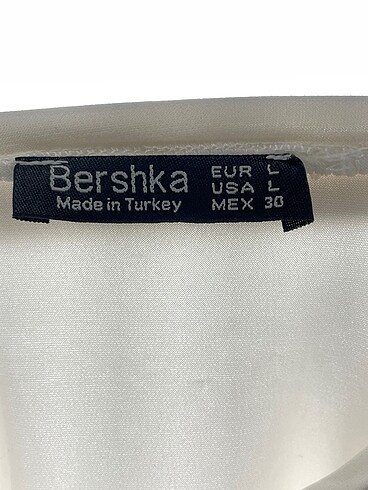 Bershka
Made in Turkey
EUR L
USA L
MEX 30